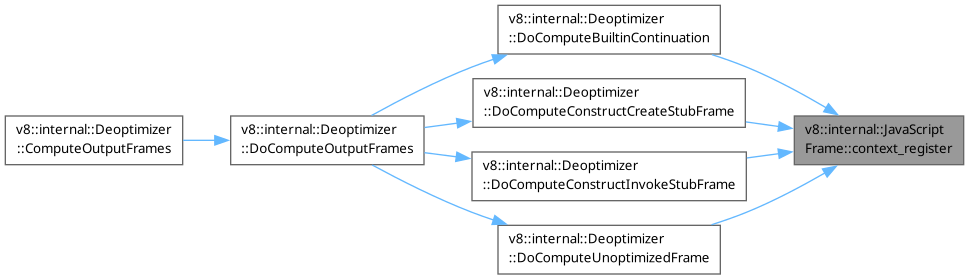 v8::internal::Deoptimizer
::ComputeOutputFrames
v8::internal::Deoptimizer
::DoComputeOutputFrames
v8::internal::Deoptimizer
::DoComputeBuiltinContinuation
v8::internal::Deoptimizer
::DoComputeConstructCreateStubFrame
v8::internal::Deoptimizer
::DoComputeConstructInvokeStubFrame
v8::internal::Deoptimizer
::DoComputeUnoptimizedFrame
v8::internal::JavaScript
Frame::context_register